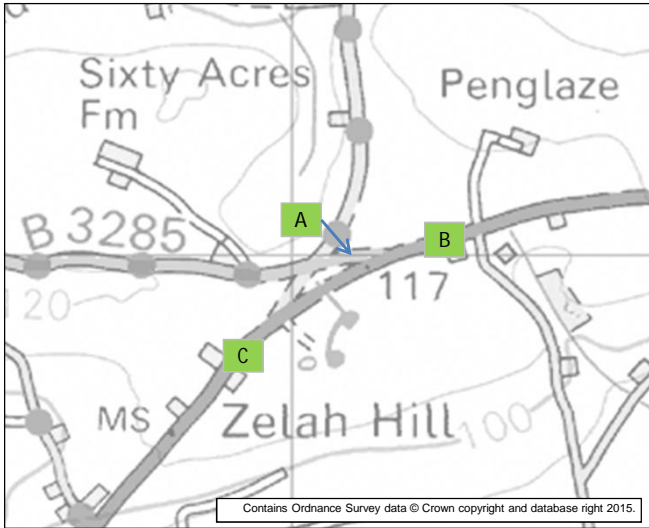 Sixty Acres
Fm
Penglaze
A
B 3285
B
117
120
C
MS
Zelah Hill
100
Contains Ordnance Survey data © Crown copyright and database right 2015.